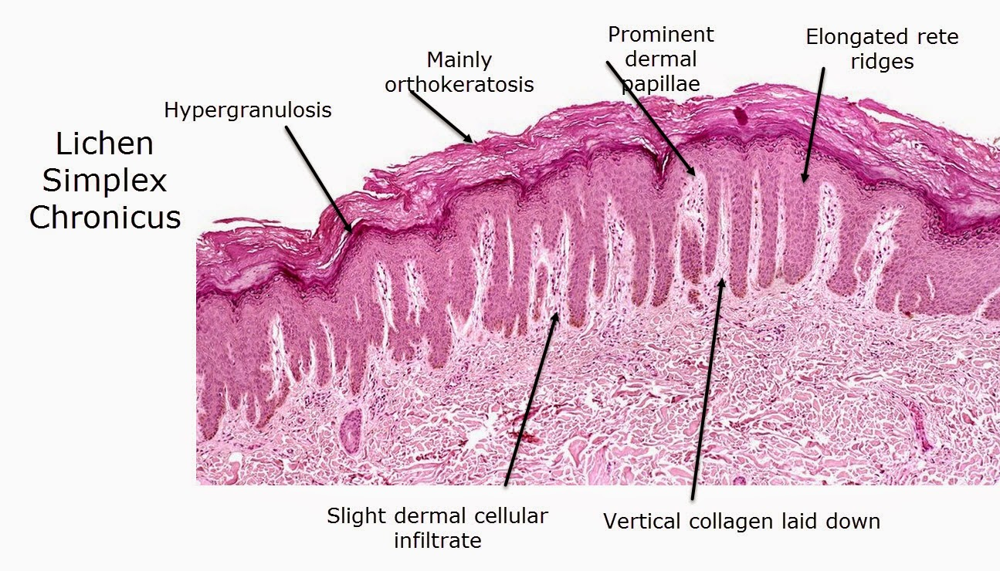 Prominent
dermal
papillae
Elongated rete
ridges
Mainly
orthokeratosis
Hypergranulosis
Lichen
Simplex
Chronicus
Slight dermal cellular
infiltrate
Vertical collagen laid down